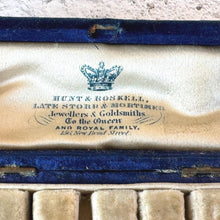 HUNT & ROSKELL,
LATE STORR & MORTIMER
Jewellers & Goldsmiths
To the Queen
AND ROYAL FAMILY,
156 New Bond Street